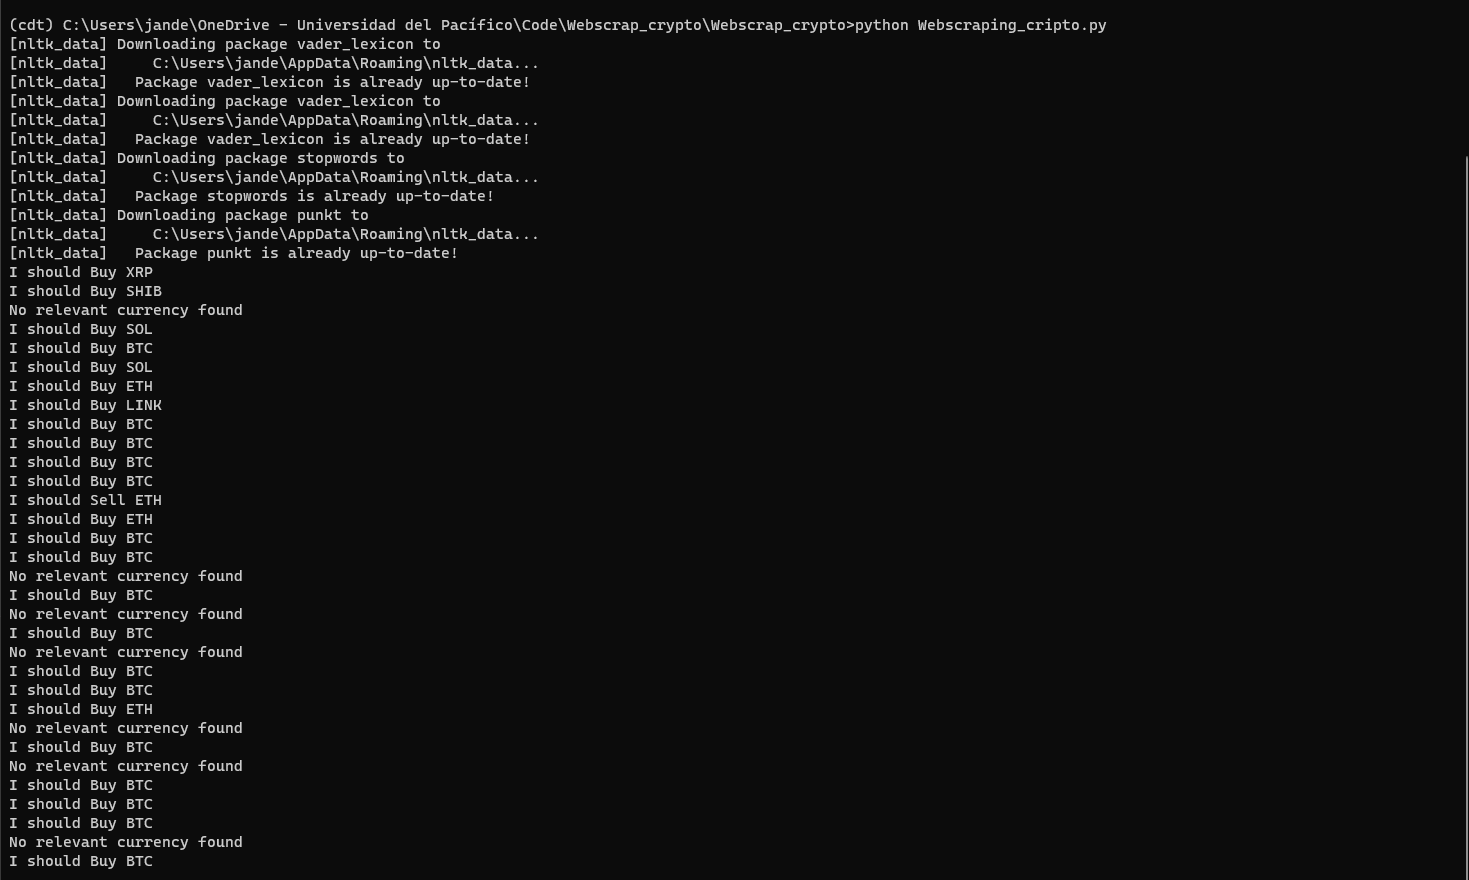 (cdt) C:\Users\jande\OneDrive - Universidad del Pacífico\Code\Webscrap_crypto\Webscrap_crypto>python Webscraping_cripto.py
[nltk_data] Downloading package vader_lexicon to
[nltk_data]     C:\Users\jande\AppData\Roaming\nltk_data...
[nltk_data]   Package vader_lexicon is already up-to-date!
[nltk_data] Downloading package vader_lexicon to
[nltk_data]     C:\Users\jande\AppData\Roaming\nltk_data...
[nltk_data]   Package vader_lexicon is already up-to-date!
[nltk_data] Downloading package stopwords to
[nltk_data]     C:\Users\jande\AppData\Roaming\nltk_data...
[nltk_data]   Package stopwords is already up-to-date!
[nltk_data] Downloading package punkt to
[nltk_data]     C:\Users\jande\AppData\Roaming\nltk_data...
[nltk_data]   Package punkt is already up-to-date!
I should Buy XRP
I should Buy SHIB
No relevant currency found
I should Buy SOL
I should Buy BTC
I should Buy SOL
I should Buy ETH
I should Buy LINK
I should Buy BTC
I should Buy BTC
I should Buy BTC
I should Buy BTC
I should Sell ETH
I should Buy ETH
I should Buy BTC
I should Buy BTC
No relevant currency found
I should Buy BTC
No relevant currency found
I should Buy BTC
No relevant currency found
I should Buy BTC
I should Buy BTC
I should Buy ETH
No relevant currency found
I should Buy BTC
No relevant currency found
I should Buy BTC
I should Buy BTC
I should Buy BTC
No relevant currency found
I should Buy BTC